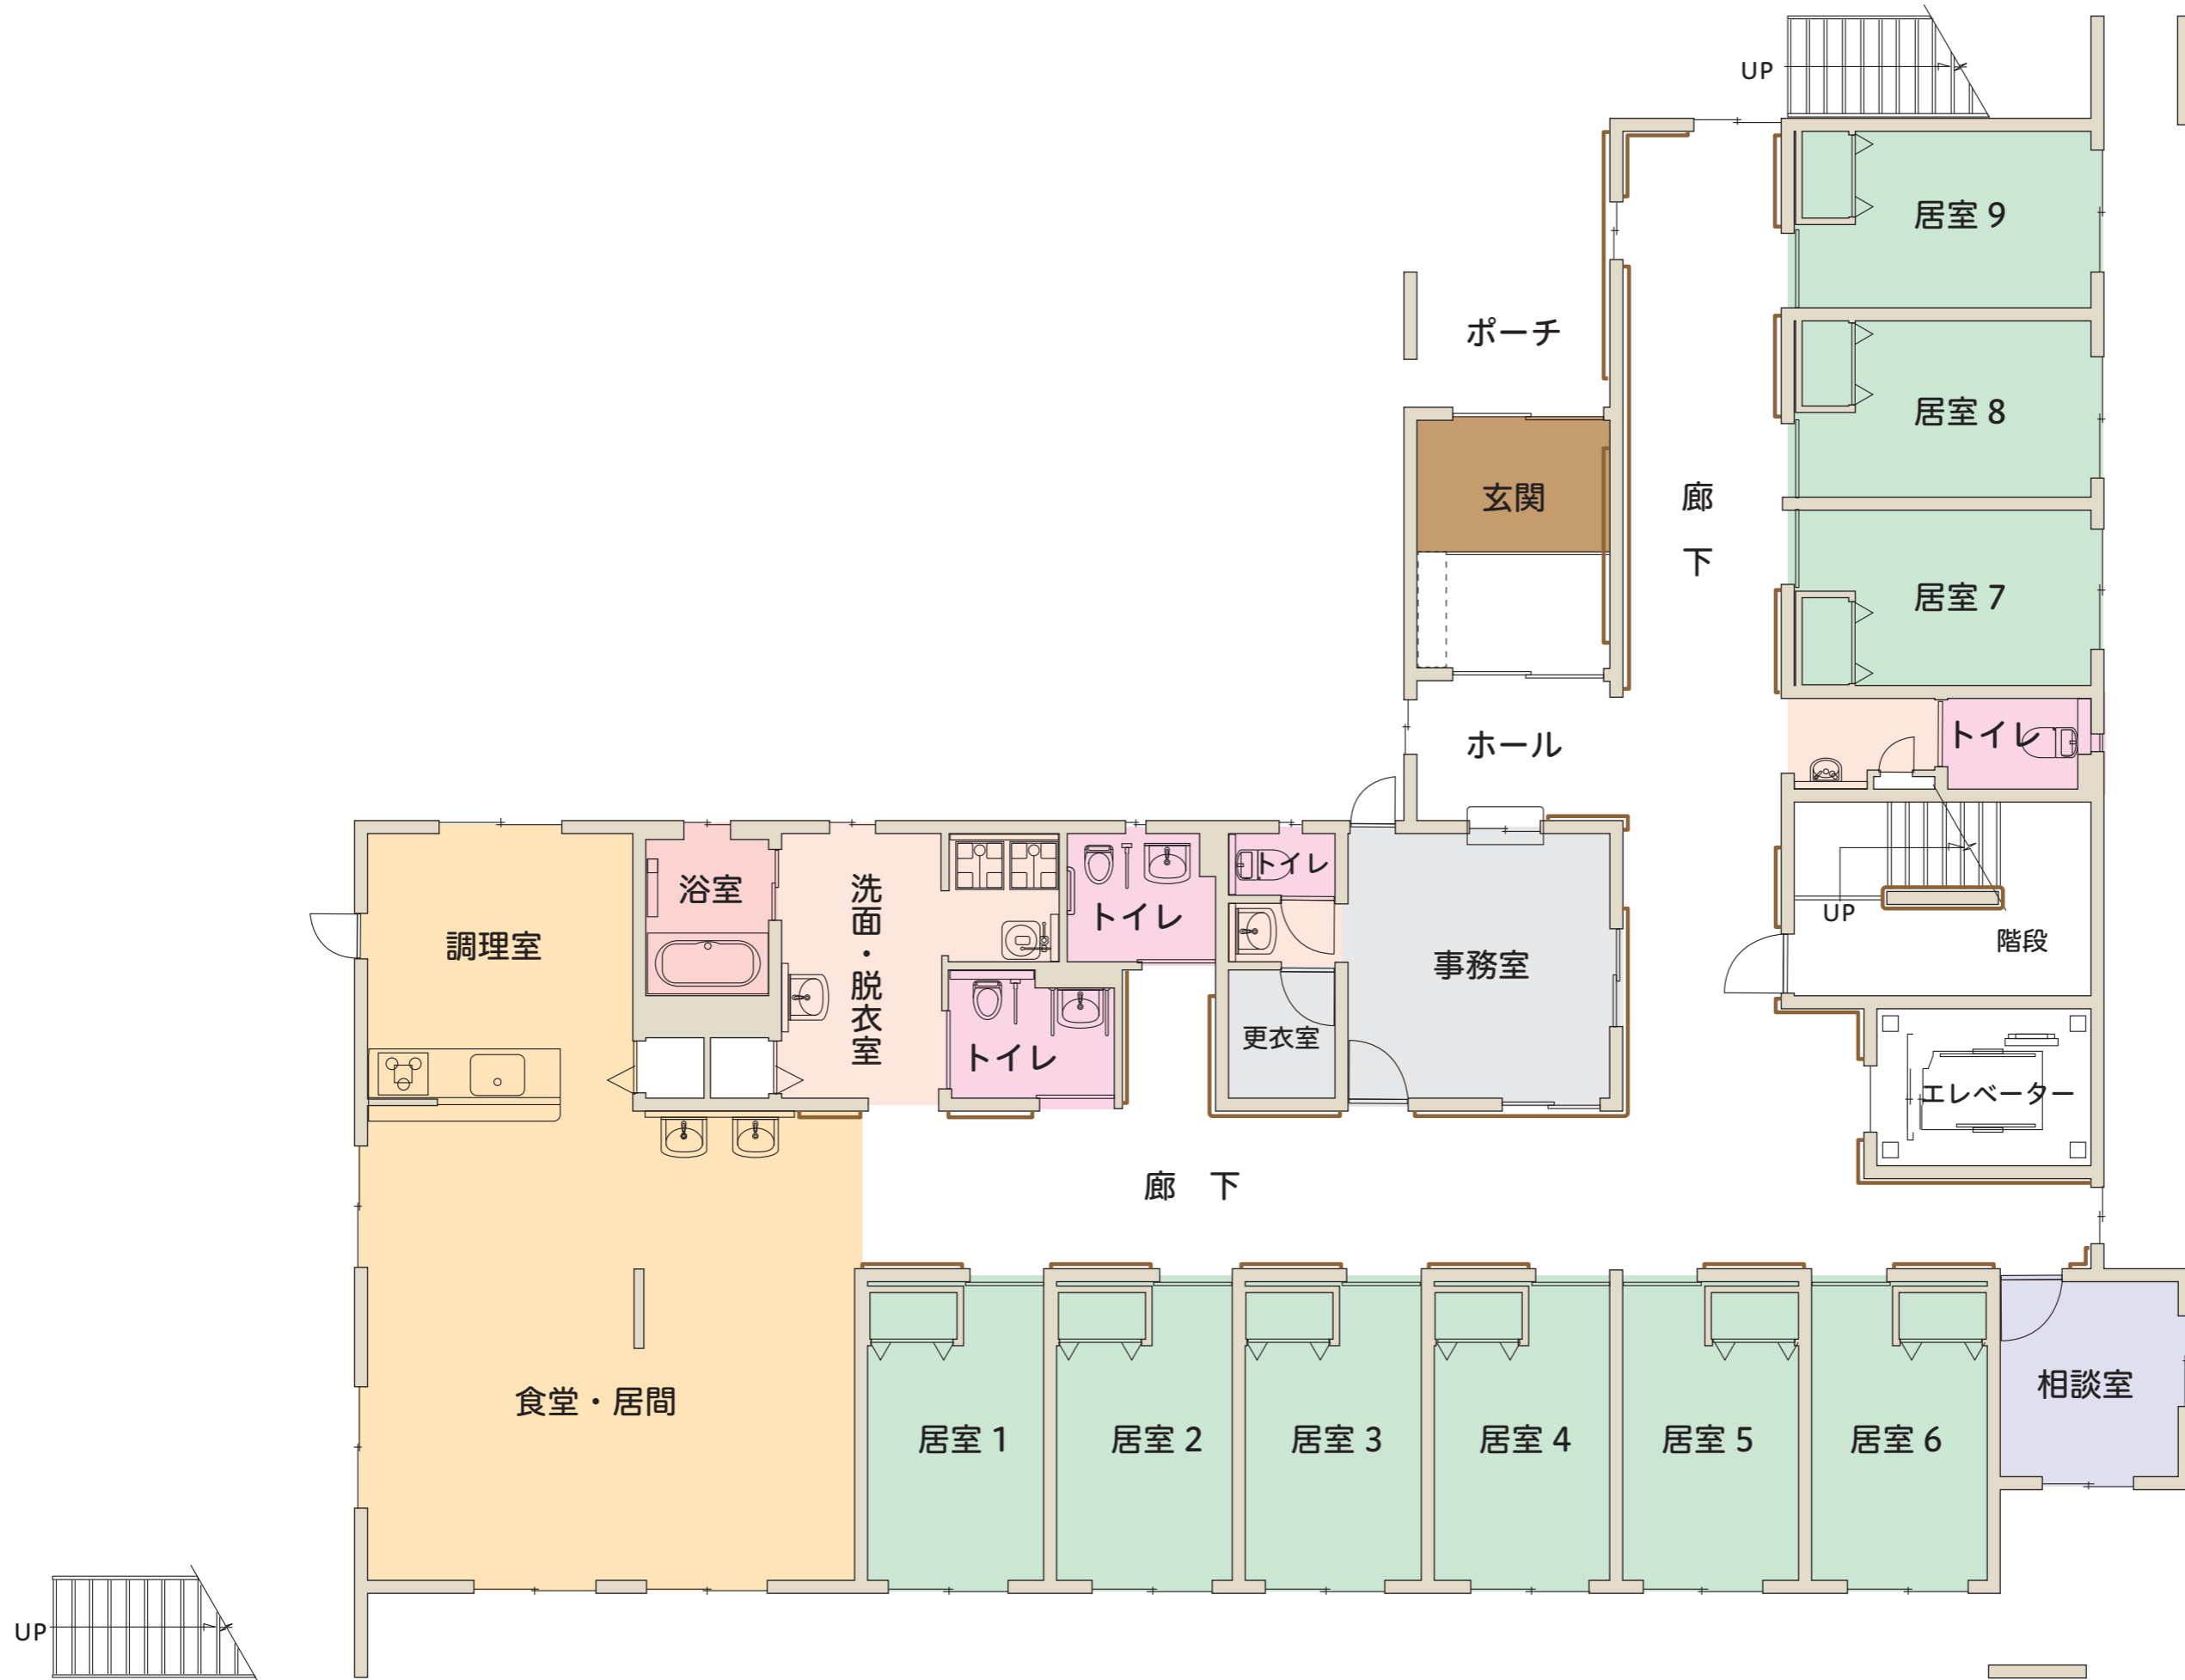 UP
居室 9
ポーチ
居室 8
玄関
廊下
居室 7
トイレ
ホール
浴室
洗面・脱衣室
トイレ
トイレ
調理室
事務室
UP
階段
更衣室
トイレ
エレベーター
廊 下
相談室
食堂・居間
居室 1
居室 2
居室 3
居室 4
居室 5
居室 6
UP